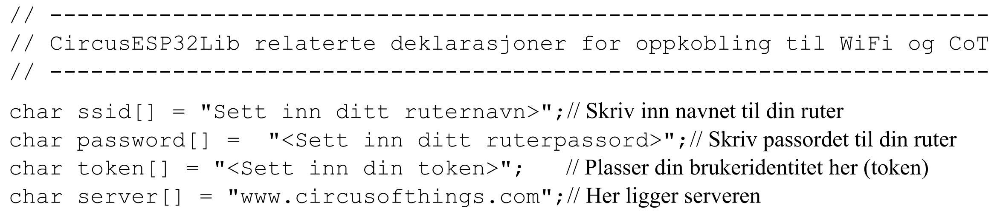 // ---------------------------------------------------------------------
// CircusESP32Lib relaterte deklarasjoner for oppkobling til WiFi og CoT
// ---------------------------------------------------------------------
char ssid[] = "Sett inn ditt ruternavn>";// Skriv inn navnet til din ruter
char password[] =  "<Sett inn ditt ruterpassord>";// Skriv passordet til din ruter
char token[] = "<Sett inn din token>";   // Plasser din brukeridentitet her (token)
char server[] = "www.circusofthings.com";// Her ligger serveren